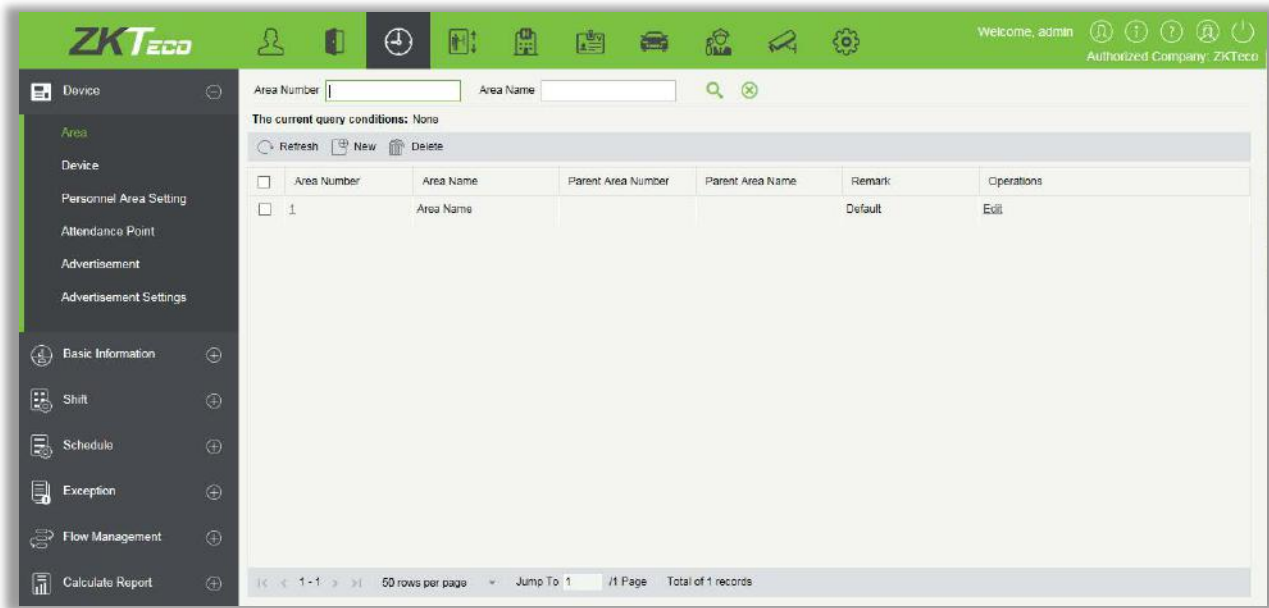 ZKTeco
Welcome, admin
Authorized Company: ZKTeco
Device
Area
Device
Personnel Area Setting
Attendance Point
Advertisement
Advertisement Settings
Basic Information
Shift
Schedule
Exception
Flow Management
Calculate Report
Area Number Area Name
The current query conditions: None
Refresh New Delete
Area Number Area Name Parent Area Number Parent Area Name Remark Operations
1 Area Name Default Edit
1-1 50 rows per page Jump To 1 /1 Page Total of 1 records